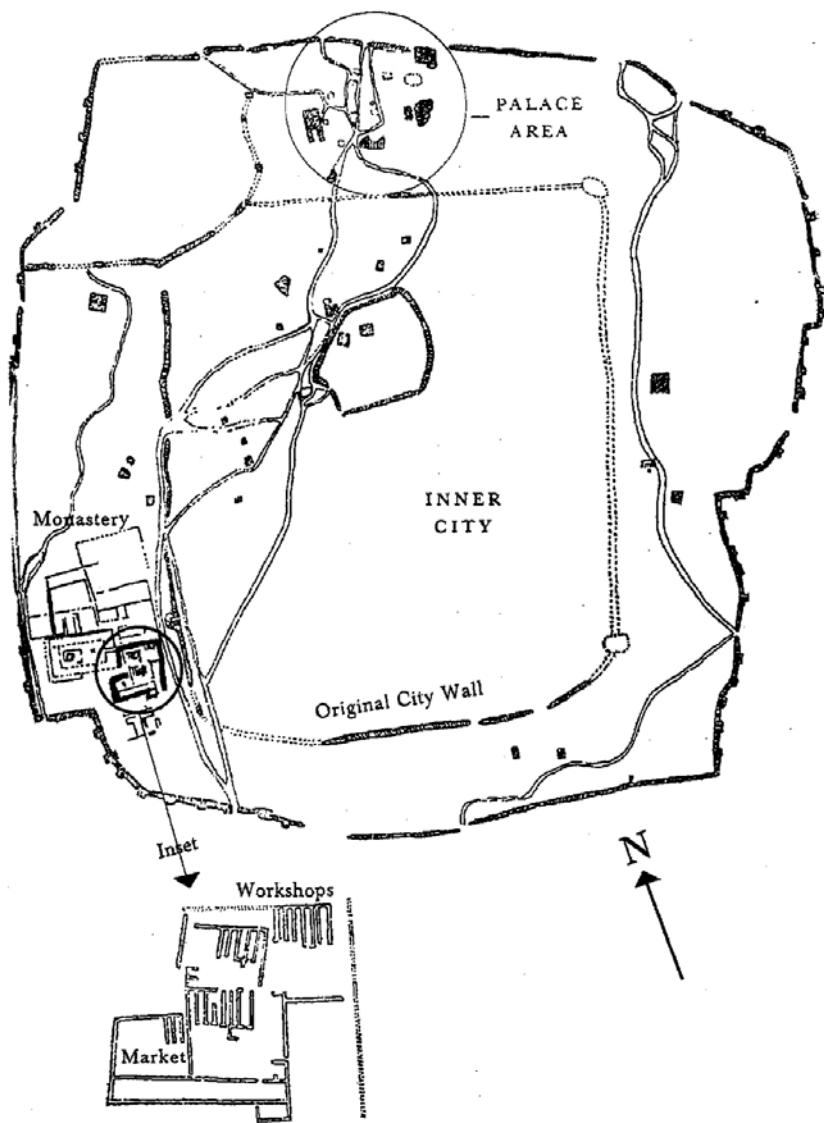 PALACE
AREA
INNER
CITY
Monastery
Original City Wall
N
Inset
Workshops
Market